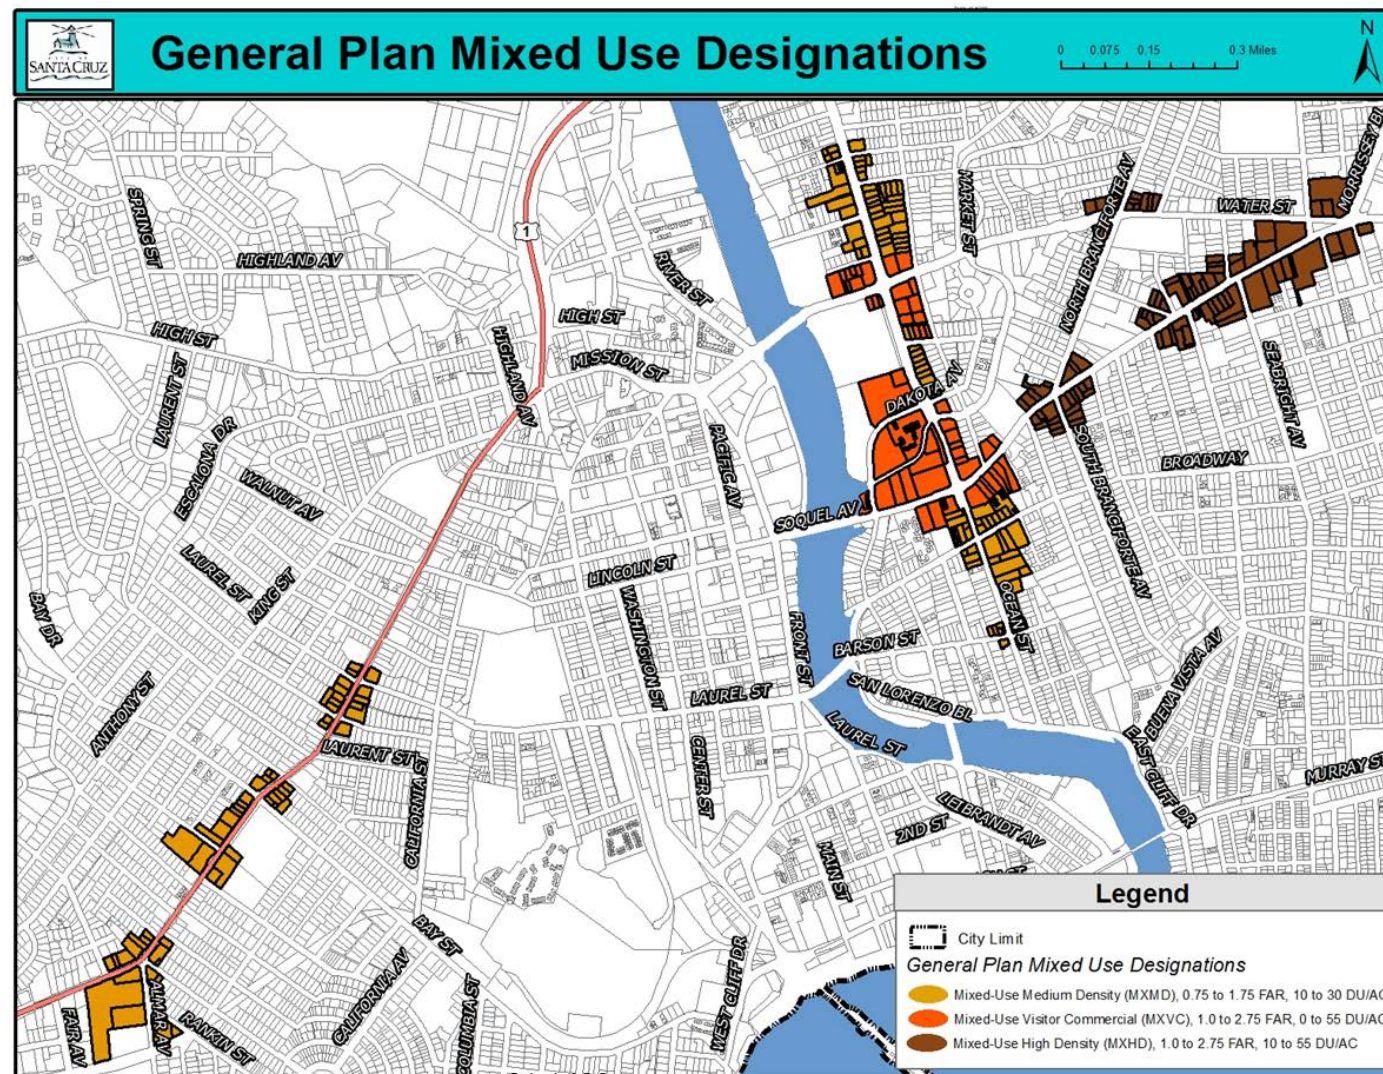 SANTA CRUZ
General Plan Mixed Use Designations
0 0.075 0.15 0.3 Miles
N
MORRISSEY BL
SPRING ST
MARKET ST
NORTH BRANCIFORTE AV
WATER ST
1
HIGHLAND AV
RIVER ST
HIGH ST
HIGH ST
HIGHLAND AV
MISSION ST
LAURENT ST
DAKOTA AV
SEABRIGHT AV
ESCALONA DR
WALNUT AV
PACIFIC AV
SOUTH BRANCIFORTE AV
BROADWAY
SOQUEL AV
LAUREL ST
KING ST
LINCOLN ST
BAY DR
WASHINGTON ST
FRONT ST
OCEAN ST
BARSON ST
BUENA VISTA AV
ANTHONY ST
LAUREL ST
SAN LORENZO BL
LAUREL ST
LAURENT ST
CENTER ST
CALIFORNIA ST
EAST CLIFF DR
MURRAY ST
LEIBRANDT AV
2ND ST
MAIN ST
BAY ST
CALIFORNIA AV
WEST CLIFF DR
COLUMBIA ST
FAIR AV
ALMAR AV
RANKIN ST
Legend
City Limit
General Plan Mixed Use Designations
Mixed-Use Medium Density (MXMD), 0.75 to 1.75 FAR, 10 to 30 DU/AC
Mixed-Use Visitor Commercial (MXVC), 1.0 to 2.75 FAR, 0 to 55 DU/AC
Mixed-Use High Density (MXHD), 1.0 to 2.75 FAR, 10 to 55 DU/AC